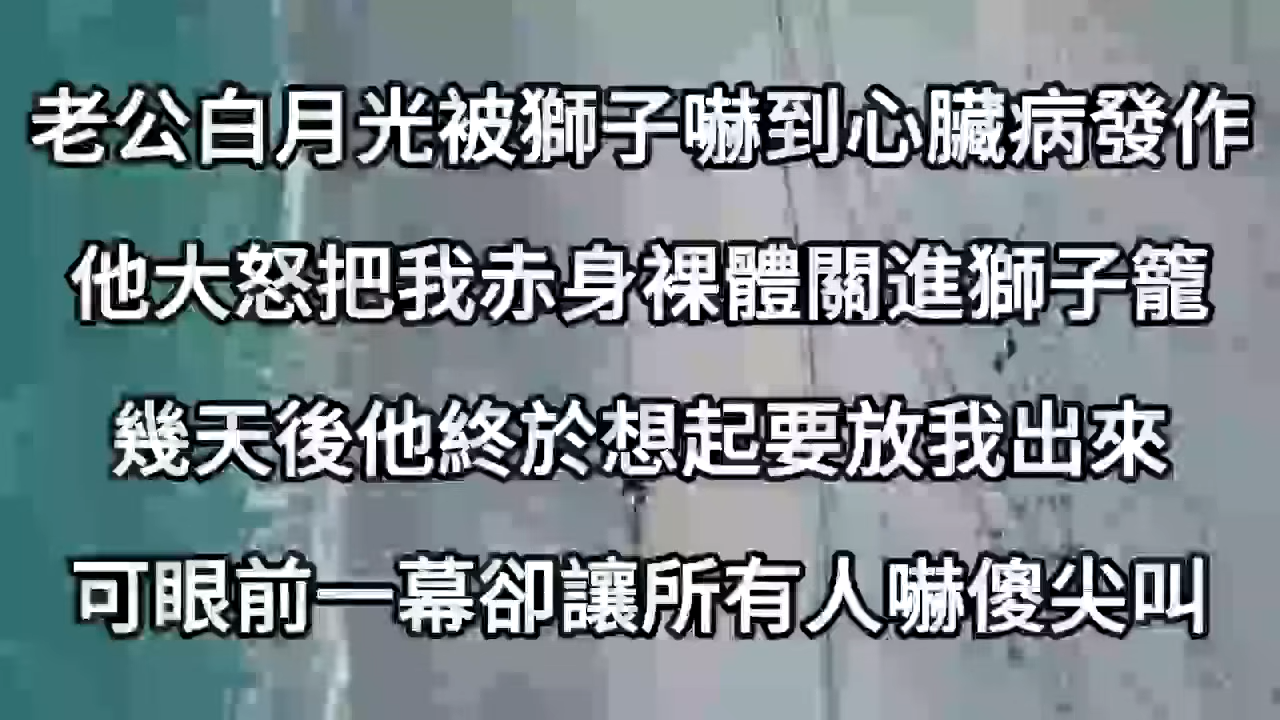 老公白月光被獅子嚇到心臟病發作
他大怒把我赤身裸體關進獅子籠
幾天後他終於想起要放我出來
可眼前一幕卻讓所有人嚇傻尖叫